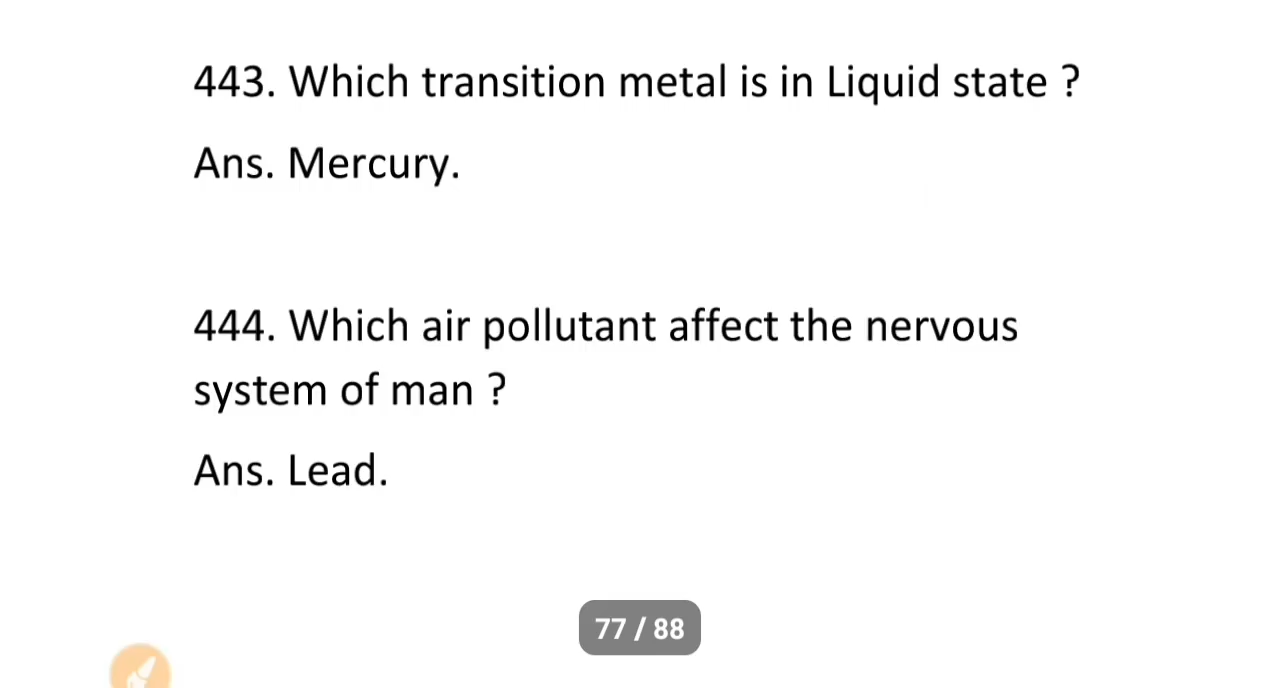 443. Which transition metal is in Liquid state ?
Ans. Mercury.
444. Which air pollutant affect the nervous
system of man ?
Ans. Lead.
77 / 88